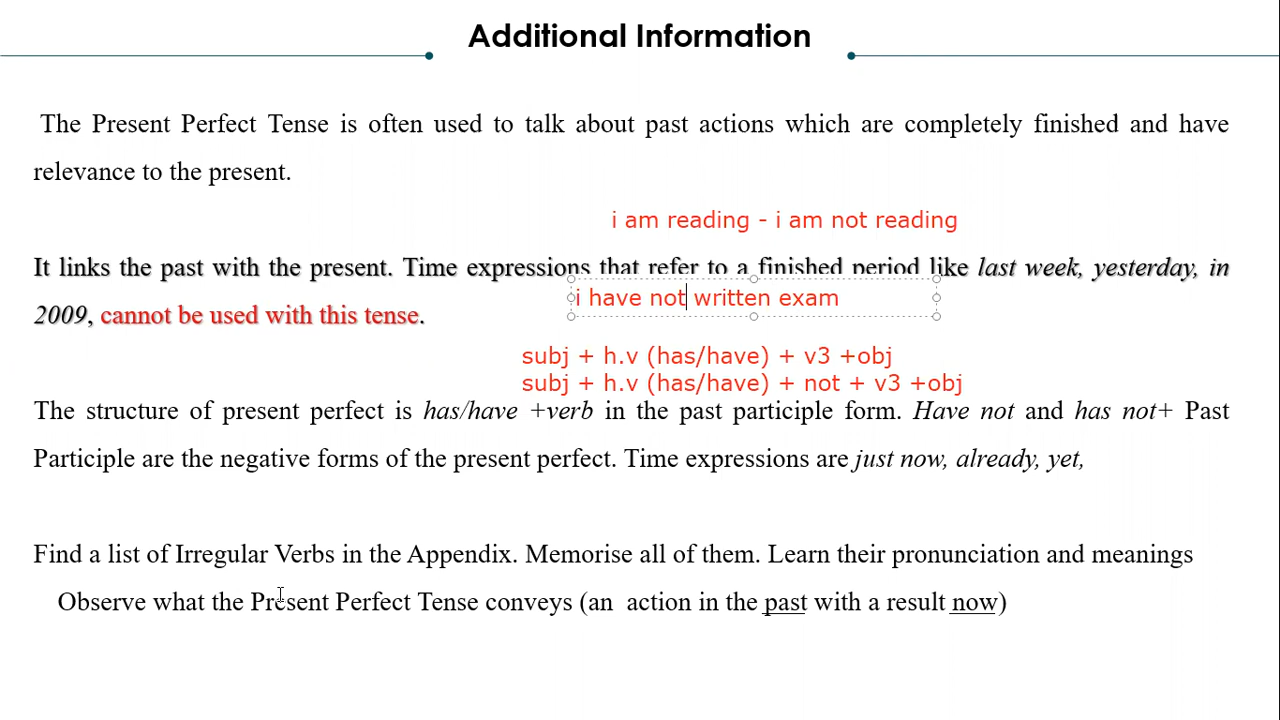 Additional Information
The Present Perfect Tense is often used to talk about past actions which are completely finished and have
relevance to the present.
i am reading - i am not reading
It links the past with the present. Time expressions that refer to a finished period like last week, yesterday, in
i have not written exam
2009, cannot be used with this tense.
subj + h.v (has/have) + v3 +obj
subj + h.v (has/have) + not + v3 +obj
The structure of present perfect is has/have +verb in the past participle form. Have not and has not+ Past
Participle are the negative forms of the present perfect. Time expressions are just now, already, yet,
Find a list of Irregular Verbs in the Appendix. Memorise all of them. Learn their pronunciation and meanings
Observe what the Present Perfect Tense conveys (an action in the past with a result now)